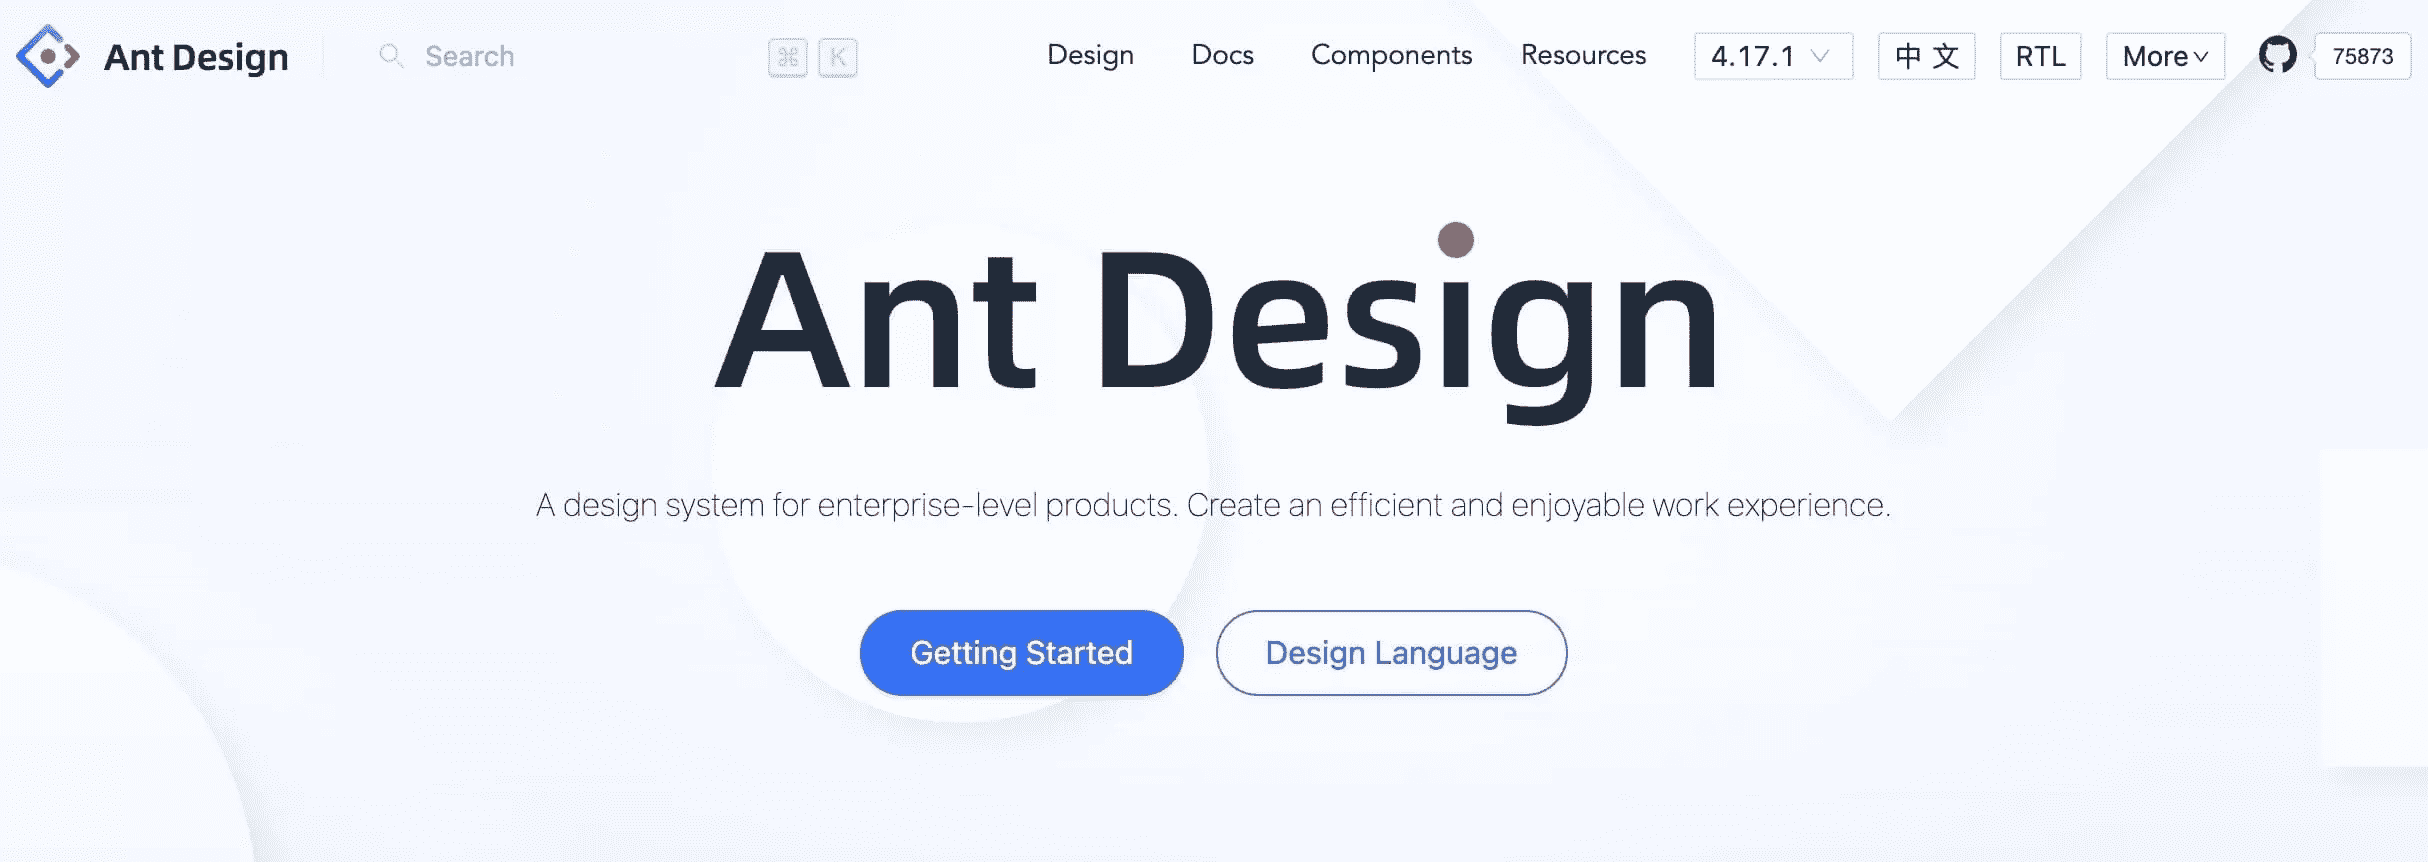 Ant Design
Search ⌘ K
Design Docs Components Resources 4.17.1 中 文 RTL More 75873
Ant Design
A design system for enterprise-level products. Create an efficient and enjoyable work experience.
Getting Started Design Language